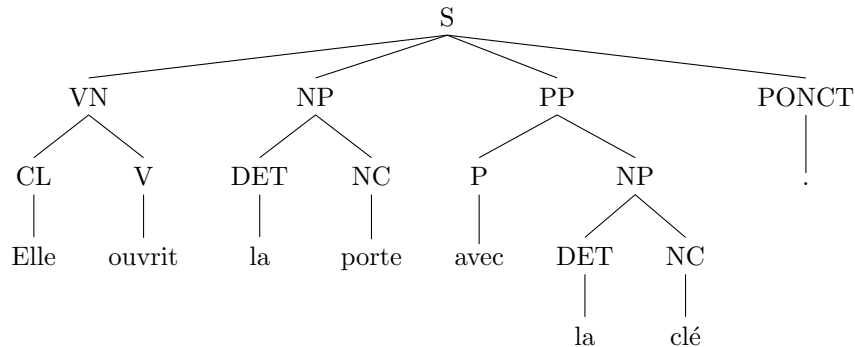 S
VN NP PP PONCT
CL V DET NC P NP .
Elle ouvrit la porte avec DET NC
la clé